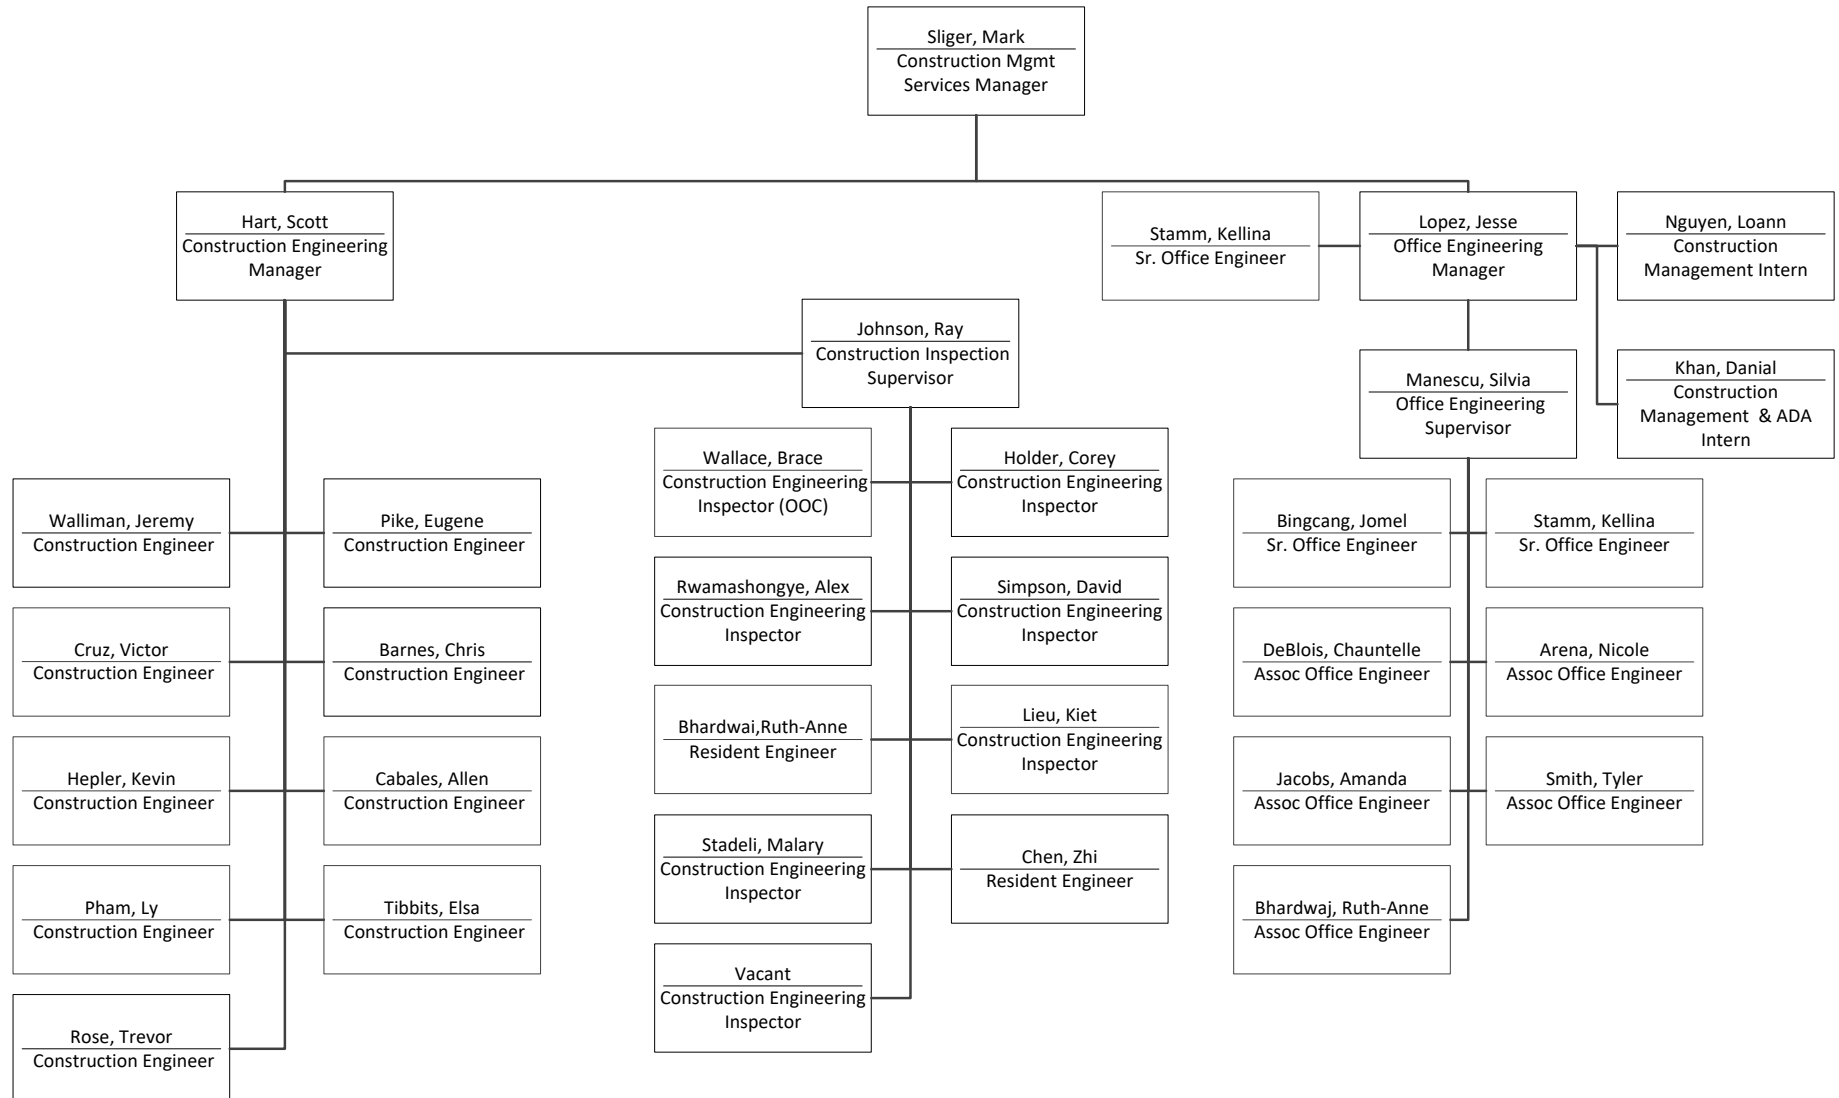 Sliger, Mark
Construction Mgmt
Services Manager
Hart, Scott
Construction Engineering
Manager
Stamm, Kellina
Sr. Office Engineer
Lopez, Jesse
Office Engineering
Manager
Nguyen, Loann
Construction
Management Intern
Johnson, Ray
Construction Inspection
Supervisor
Manescu, Silvia
Office Engineering
Supervisor
Khan, Danial
Construction
Management & ADA
Intern
Walliman, Jeremy
Construction Engineer
Pike, Eugene
Construction Engineer
Cruz, Victor
Construction Engineer
Barnes, Chris
Construction Engineer
Hepler, Kevin
Construction Engineer
Cabales, Allen
Construction Engineer
Pham, Ly
Construction Engineer
Tibbits, Elsa
Construction Engineer
Rose, Trevor
Construction Engineer
Wallace, Brace
Construction Engineering
Inspector (OOC)
Holder, Corey
Construction Engineering
Inspector
Rwamashongye, Alex
Construction Engineering
Inspector
Simpson, David
Construction Engineering
Inspector
Bhardwai,Ruth-Anne
Resident Engineer
Lieu, Kiet
Construction Engineering
Inspector
Stadeli, Malary
Construction Engineering
Inspector
Chen, Zhi
Resident Engineer
Vacant
Construction Engineering
Inspector
Bingcang, Jomel
Sr. Office Engineer
Stamm, Kellina
Sr. Office Engineer
DeBlois, Chauntelle
Assoc Office Engineer
Arena, Nicole
Assoc Office Engineer
Jacobs, Amanda
Assoc Office Engineer
Smith, Tyler
Assoc Office Engineer
Bhardwaj, Ruth-Anne
Assoc Office Engineer